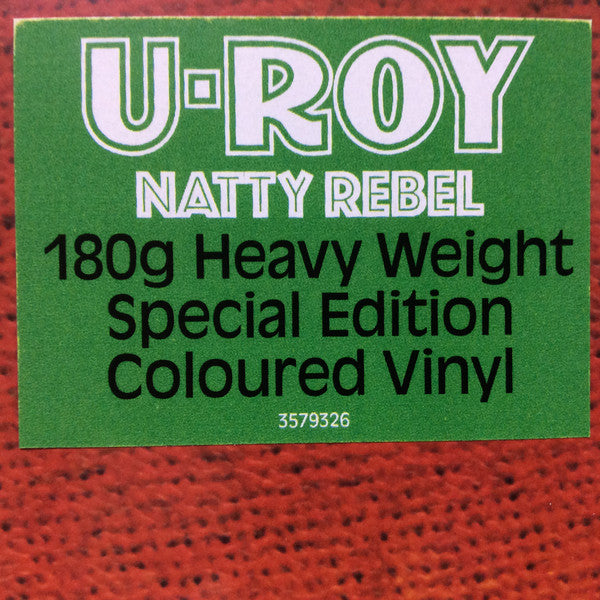 U-ROY
NATTY REBEL
180g Heavy Weight
Special Edition
Coloured Vinyl
3579326